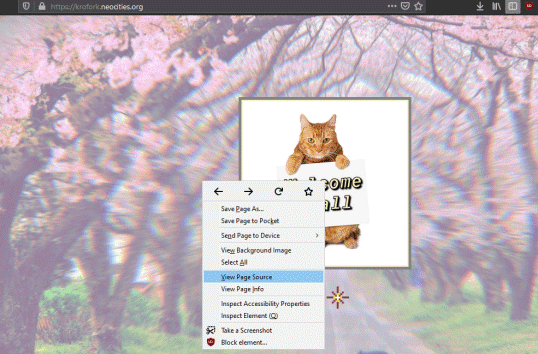 https://krofork.neocities.org
come
all
Save Page As...
Save Page to Pocket
Send Page to Device
View Background Image
Select All
View Page Source
View Page Info
Inspect Accessibility Properties
Inspect Element (Q)
Take a Screenshot
Block element...